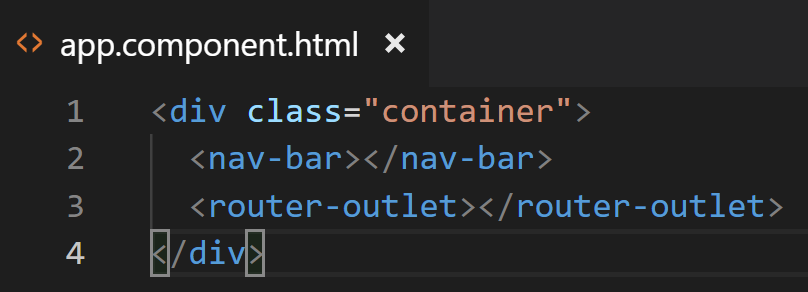 <> app.component.html ×
1 <div class="container">
2 <nav-bar></nav-bar>
3 <router-outlet></router-outlet>
4 </div>